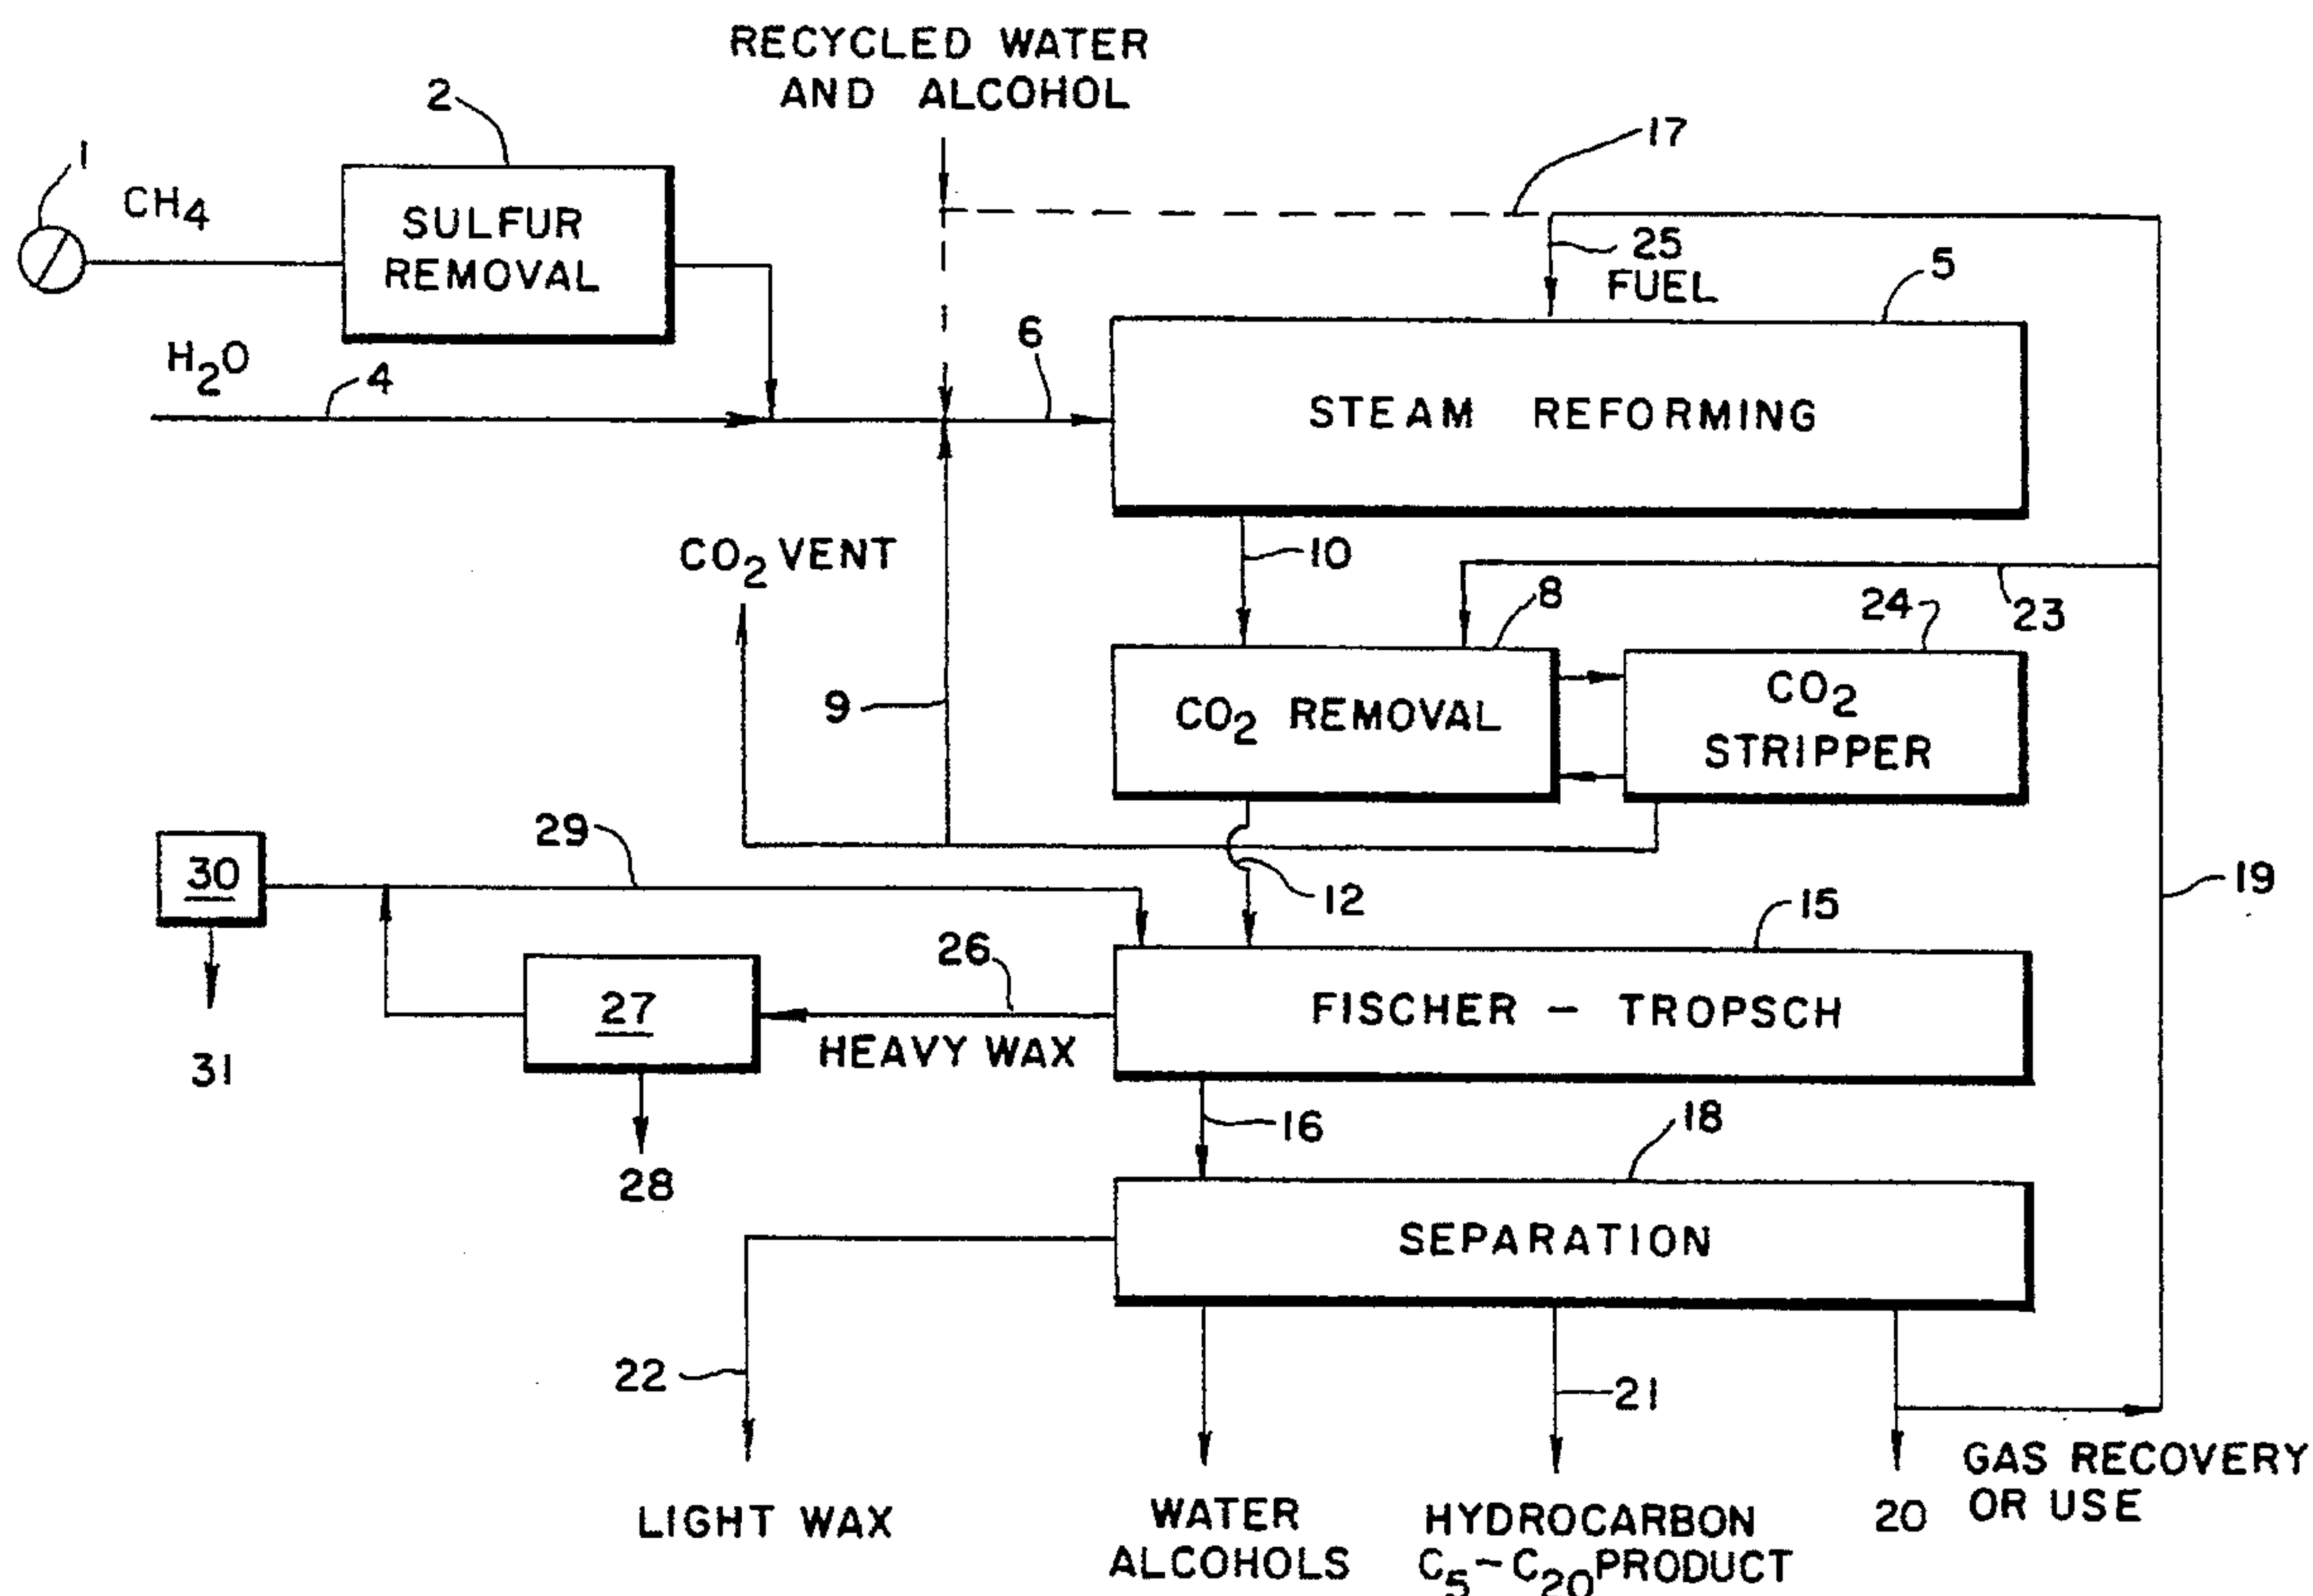 RECYCLED WATER
AND ALCOHOL
2
17
1
CH4
SULFUR
REMOVAL
25
FUEL
5
6
H2O
4
STEAM REFORMING
CO2 VENT
10
8
24
23
9
CO2 REMOVAL
CO2
STRIPPER
29
30
12
15
19
26
27
FISCHER - TROPSCH
HEAVY WAX
31
16
18
28
SEPARATION
22
21
GAS RECOVERY
OR USE
20
LIGHT WAX
WATER
ALCOHOLS
HYDROCARBON
C5-C20 PRODUCT